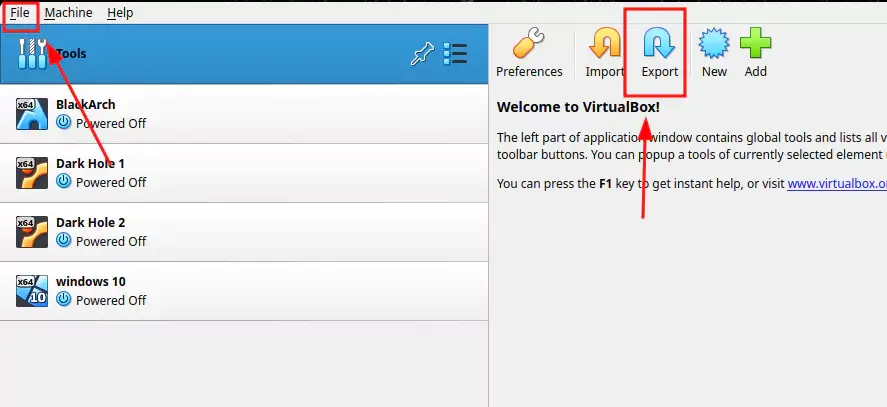 File Machine Help
Tools
Preferences Import Export New Add
x64 BlackArch
Powered Off
x64 Dark Hole 1
Powered Off
x64 Dark Hole 2
Powered Off
x64 windows 10
10 Powered Off
Welcome to VirtualBox!
The left part of application window contains global tools and lists all v
toolbar buttons. You can popup a tools of currently selected element
You can press the F1 key to get instant help, or visit www.virtualbox.o